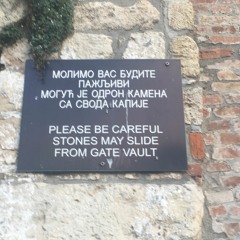 МОЛИМО ВАС БУДИТЕ
ПАЖЉИВИ
МОГУЋ ЈЕ ОДРОН КАМЕНА
СА СВОДА КАПИЈЕ
PLEASE BE CAREFUL
STONES MAY SLIDE
FROM GATE VAULT